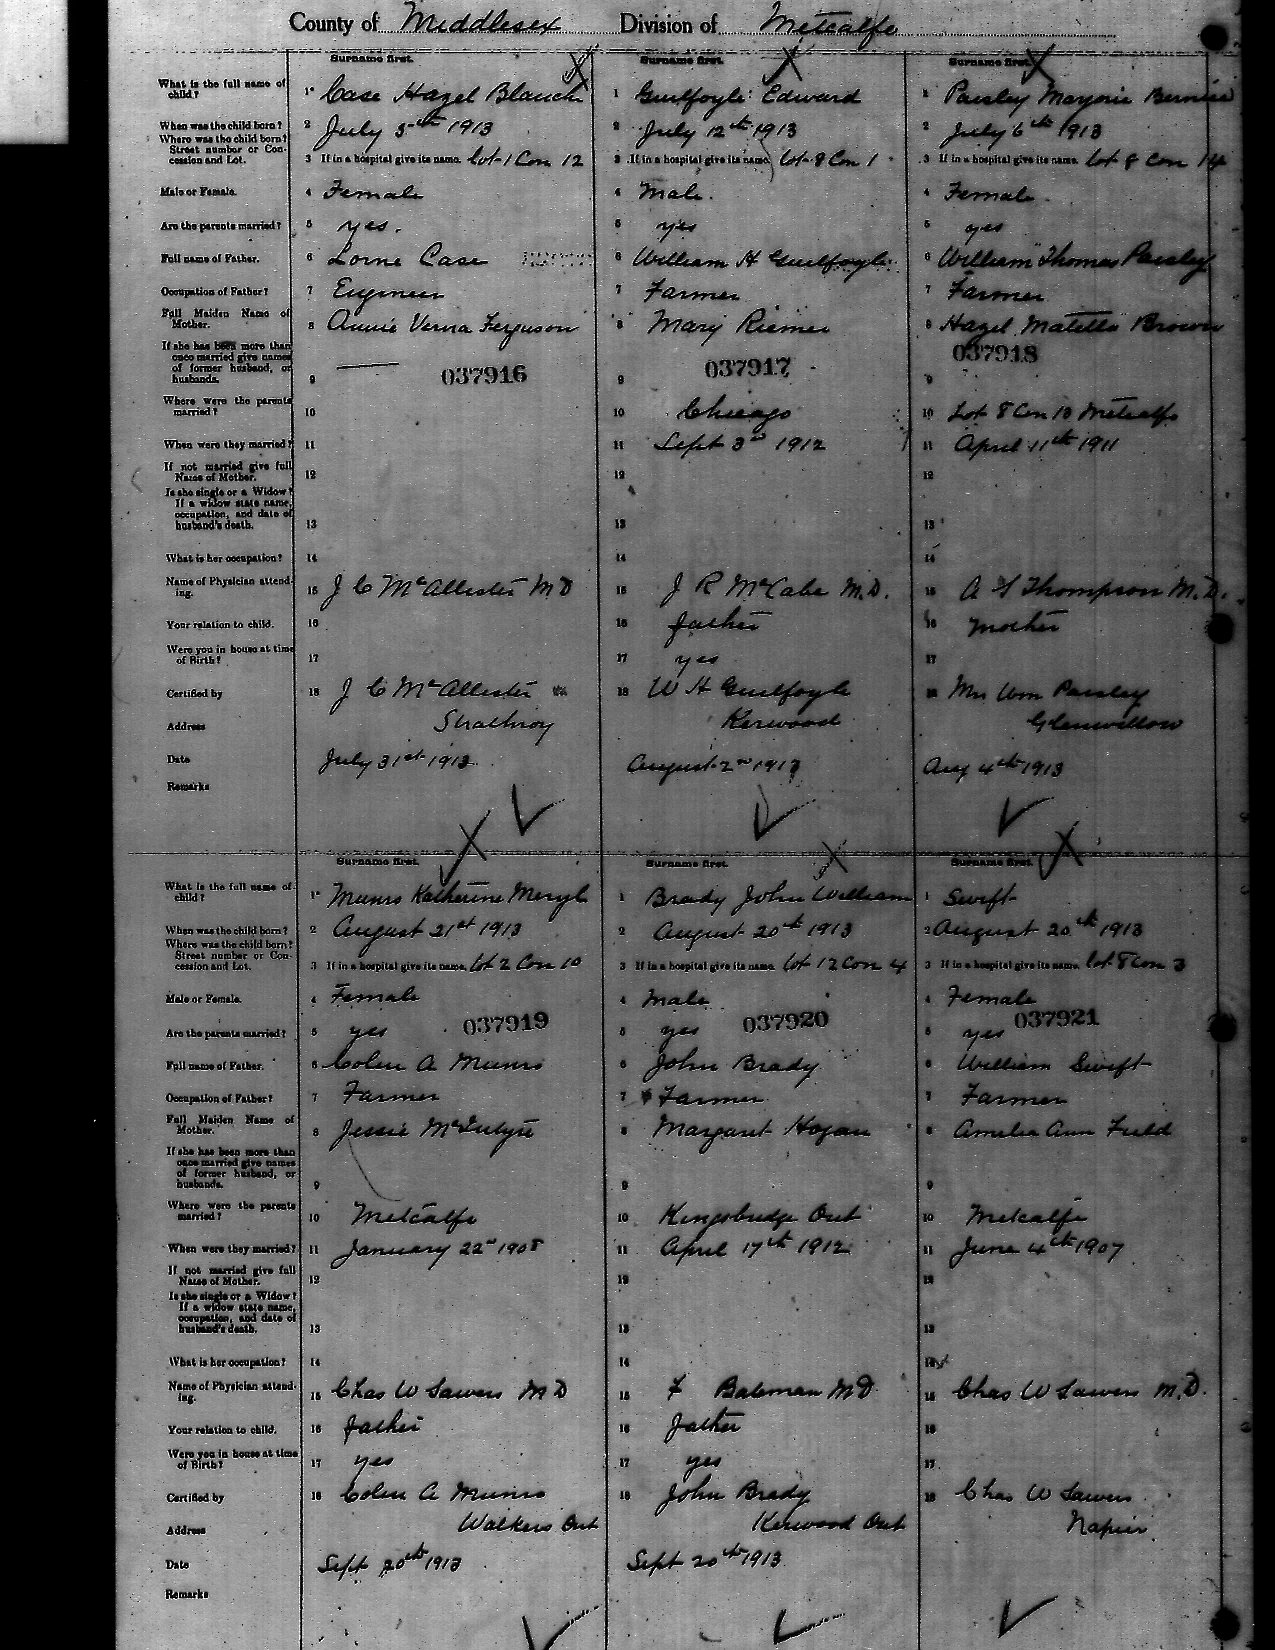 County of Middlesex Division of Metcalfe
Surname first. Surname first. Surname first.
What is the full name of child? 1 Case Hazel Blanch 1 Guilfoyle Edward 1 Paisley Marjorie Bernice
When was the child born? 2 July 5th 1913 2 July 12th 1913 2 July 6th 1913
Where was the child born? Street number or Concession and Lot. 3 If in a hospital give its name. Lot 1 Con 12 3 If in a hospital give its name. Lot 8 Con 1 3 If in a hospital give its name. Lot 8 Con 14
Male or Female. 4 Female 4 Male. 4 Female.
Are the parents married? 5 yes. 5 yes 5 yes
Full name of Father. 6 Lorne Case 6 William H Guilfoyle 6 William Thomas Paisley
Occupation of Father? 7 Engineer 7 Farmer 7 Farmer
Full Maiden Name of Mother. 8 Annie Verna Ferguson 8 Mary Riemer 8 Hazel Matella Brown
If she has been more than once married give names of former husband, or husbands. 9 037916 9 037917 9 037918
Where were the parents married? 10 10 Chicago 10 Lot 8 Con 10 Metcalfe
When were they married? 11 11 Sept 3rd 1912 11 April 11th 1911
If not married give full Name of Mother. 12 12 12
Is she single or a Widow? If a widow state name, occupation, and date of husband's death. 13 13 13
What is her occupation? 14 14 14
Name of Physician attending. 15 J C McAllister M D 15 J R McCabe M.D. 15 A S Thompson M.D.
Your relation to child. 16 16 father 16 Mother
Were you in house at time of Birth? 17 17 yes 17
Certified by 18 J C McAllister 18 W H Guilfoyle 18 Mrs Wm Paisley
Address Strathroy Kerwood Glenwillow
Date July 31st 1913 August 2nd 1913 Aug 4th 1913
Remarks
Surname first. Surname first. Surname first.
What is the full name of child? 1 Munro Katherine Meryl 1 Brady John William 1 Swift
When was the child born? 2 August 21st 1913 2 August 20th 1913 2 August 20th 1913
Where was the child born? Street number or Concession and Lot. 3 If in a hospital give its name. Lot 2 Con 10 3 If in a hospital give its name. Lot 12 Con 4 3 If in a hospital give its name. Lot 8 Con 3
Male or Female. 4 Female 4 Male 4 Female
Are the parents married? 5 yes 037919 5 yes 037920 5 yes 037921
Full name of Father. 6 Colin A Munro 6 John Brady 6 William Swift
Occupation of Father? 7 Farmer 7 Farmer 7 Farmer
Full Maiden Name of Mother. 8 Jessie McIntyre 8 Margaret Hogan 8 Amelia Ann Field
If she has been more than once married give names of former husband, or husbands. 9 9 9
Where were the parents married? 10 Metcalfe 10 Kingsbridge Ont 10 Metcalfe
When were they married? 11 January 22nd 1908 11 April 17th 1912 11 June 4th 1907
If not married give full Name of Mother. 12 12 12
Is she single or a Widow? If a widow state name, occupation, and date of husband's death. 13 13 13
What is her occupation? 14 14 14
Name of Physician attending. 15 Chas W Sawers M D 15 F Bateman M D 15 Chas W Sawers M.D.
Your relation to child. 16 father 16 father 16
Were you in house at time of Birth? 17 yes 17 yes 17
Certified by 18 Colin A Munro 18 John Brady 18 Chas W Sawers
Address Walkers Ont Kerwood Ont Napier
Date Sept 20th 1913 Sept 20th 1913
Remarks